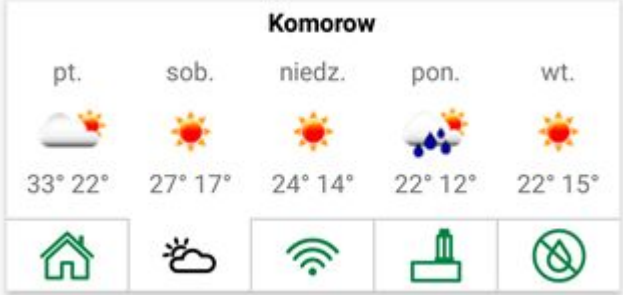 Komorow
pt. sob. niedz. pon. wt.
33° 22° 27° 17° 24° 14° 22° 12° 22° 15°